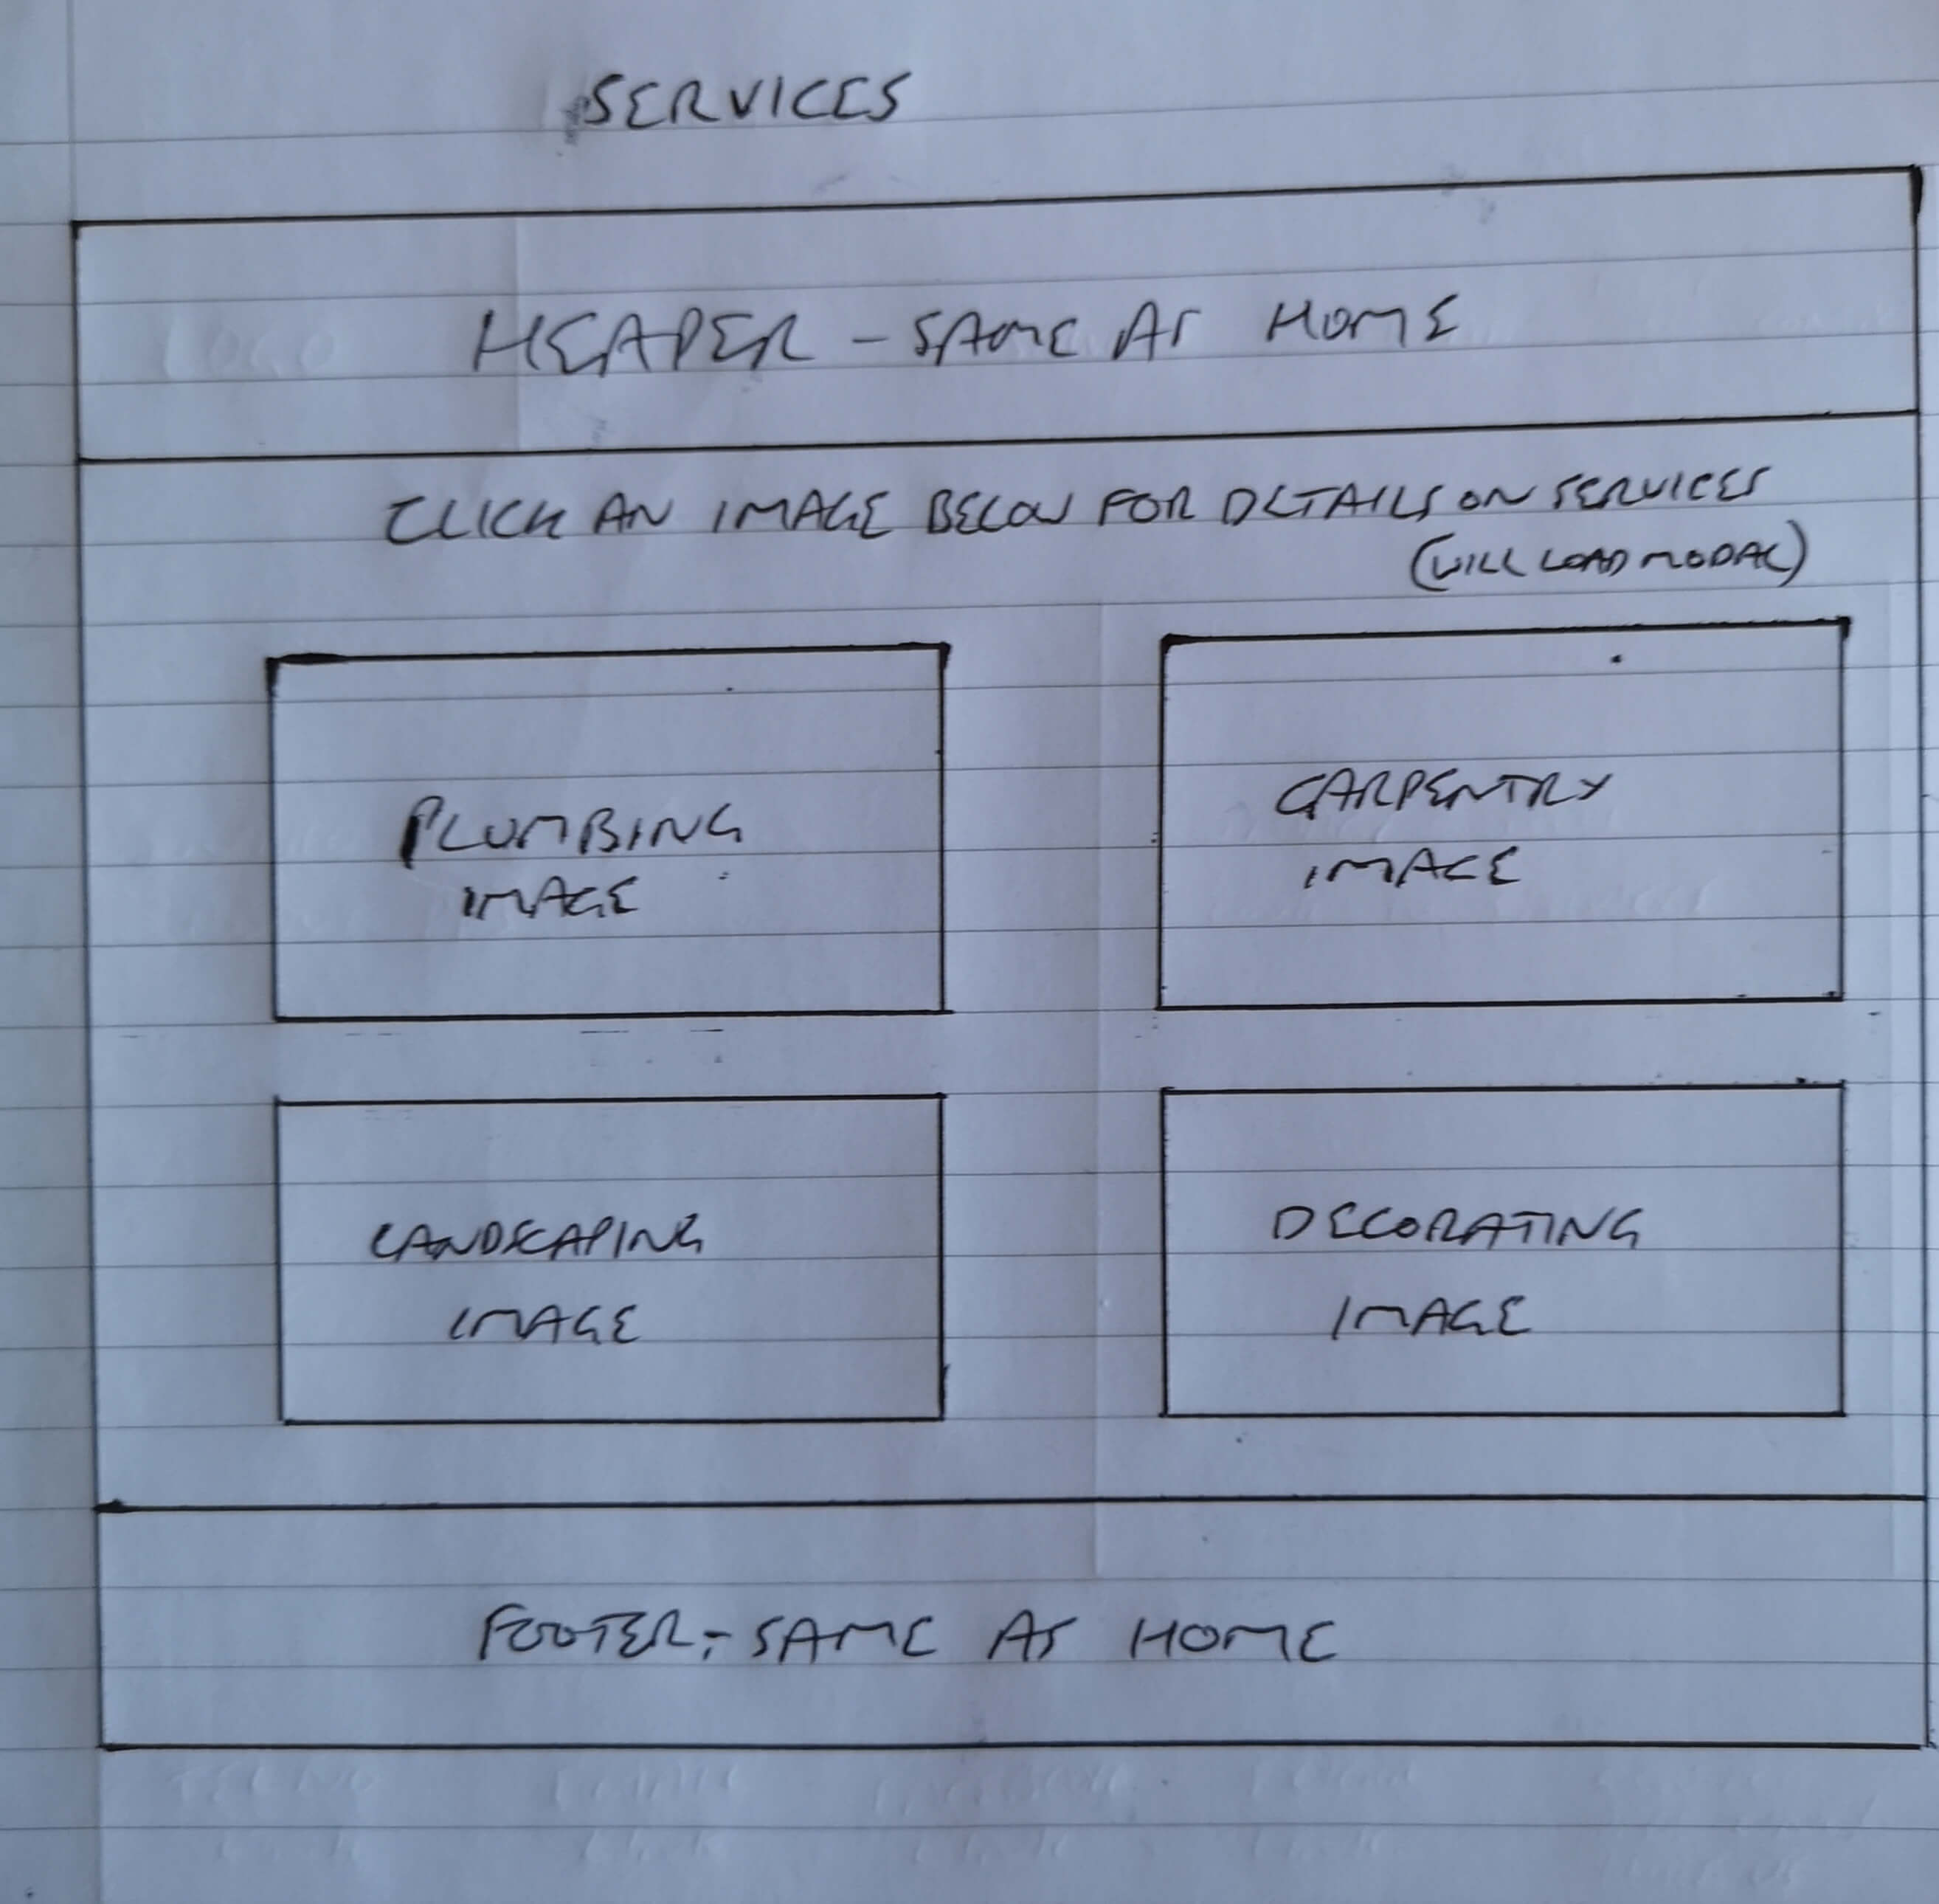 SERVICES
HEADER - SAME AS HOME
CLICK AN IMAGE BELOW FOR DETAILS ON SERVICES
(WILL LOAD MODAL)
PLUMBING
IMAGE
CARPENTRY
IMAGE
LANDSCAPING
IMAGE
DECORATING
IMAGE
FOOTER - SAME AS HOME